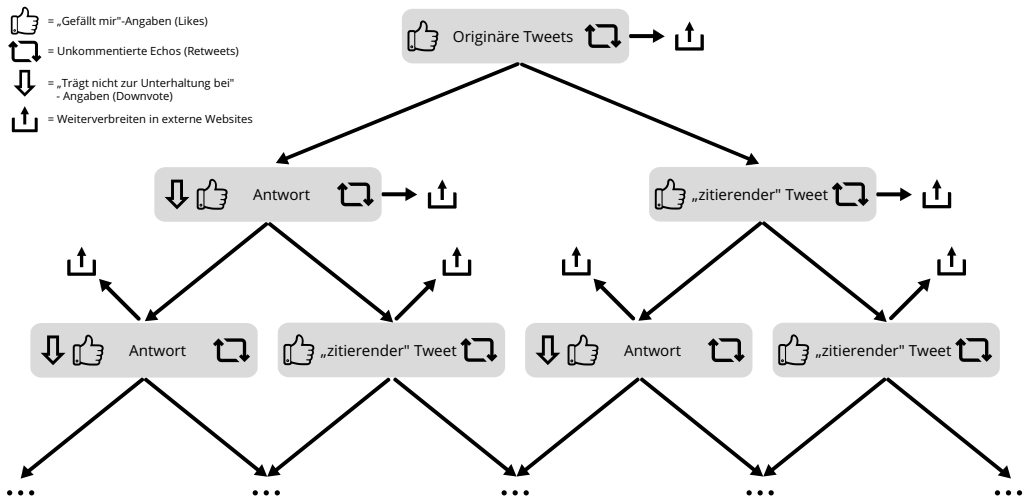 = „Gefällt mir"-Angaben (Likes)
= Unkommentierte Echos (Retweets)
= „Trägt nicht zur Unterhaltung bei"
- Angaben (Downvote)
= Weiterverbreiten in externe Websites
Originäre Tweets
Antwort
„zitierender" Tweet
Antwort
„zitierender" Tweet
Antwort
„zitierender" Tweet
... ... ... ... ...